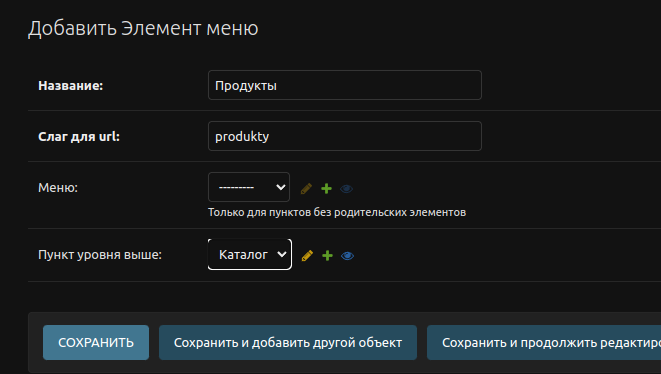 Добавить Элемент меню
Название: Продукты
Слаг для url: produkty
Меню: ---------
Только для пунктов без родительских элементов
Пункт уровня выше: Каталог
СОХРАНИТЬ Сохранить и добавить другой объект Сохранить и продолжить редактиро